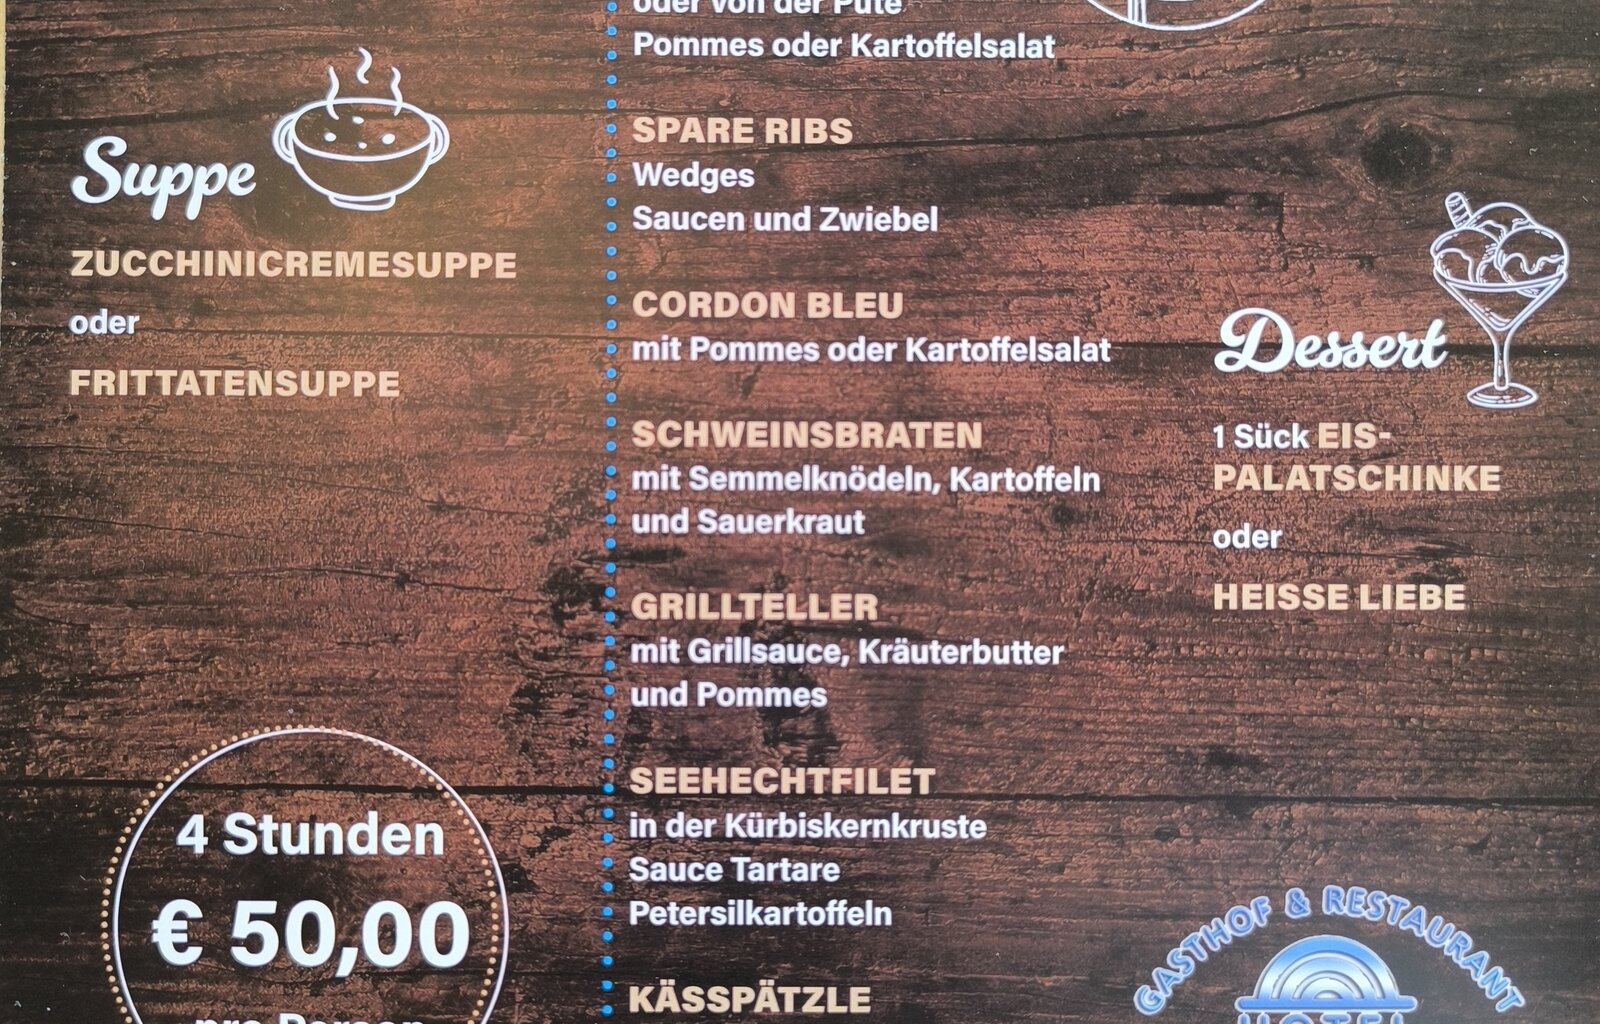 Suppe
ZUCCHINICREMESUPPE
oder
FRITTATENSUPPE
4 Stunden
€ 50,00
pro Person
oder von der Pute
Pommes oder Kartoffelsalat
SPARE RIBS
Wedges
Saucen und Zwiebel
CORDON BLEU
mit Pommes oder Kartoffelsalat
SCHWEINSBRATEN
mit Semmelknödeln, Kartoffeln
und Sauerkraut
GRILLTELLER
mit Grillsauce, Kräuterbutter
und Pommes
SEEHECHTFILET
in der Kürbiskernkruste
Sauce Tartare
Petersilkartoffeln
KÄSSPÄTZLE
Dessert
1 Sück EIS-
PALATSCHINKE
oder
HEISSE LIEBE
GASTHOF & RESTAURANT
HOTEL